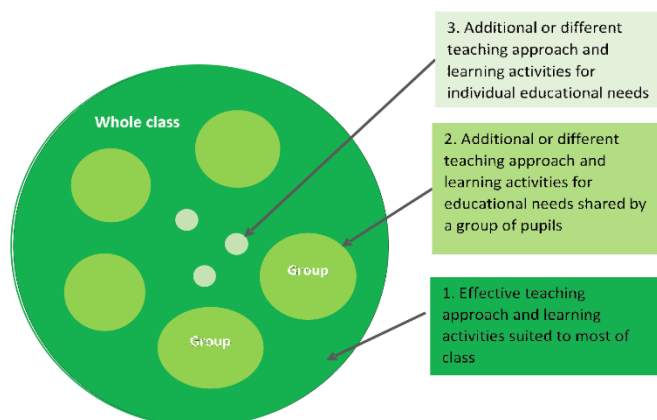 3. Additional or different
teaching approach and
learning activities for
individual educational needs
Whole class
2. Additional or different
teaching approach and
learning activities for
educational needs shared by
a group of pupils
Group
1. Effective teaching
approach and learning
activities suited to most of
class
Group